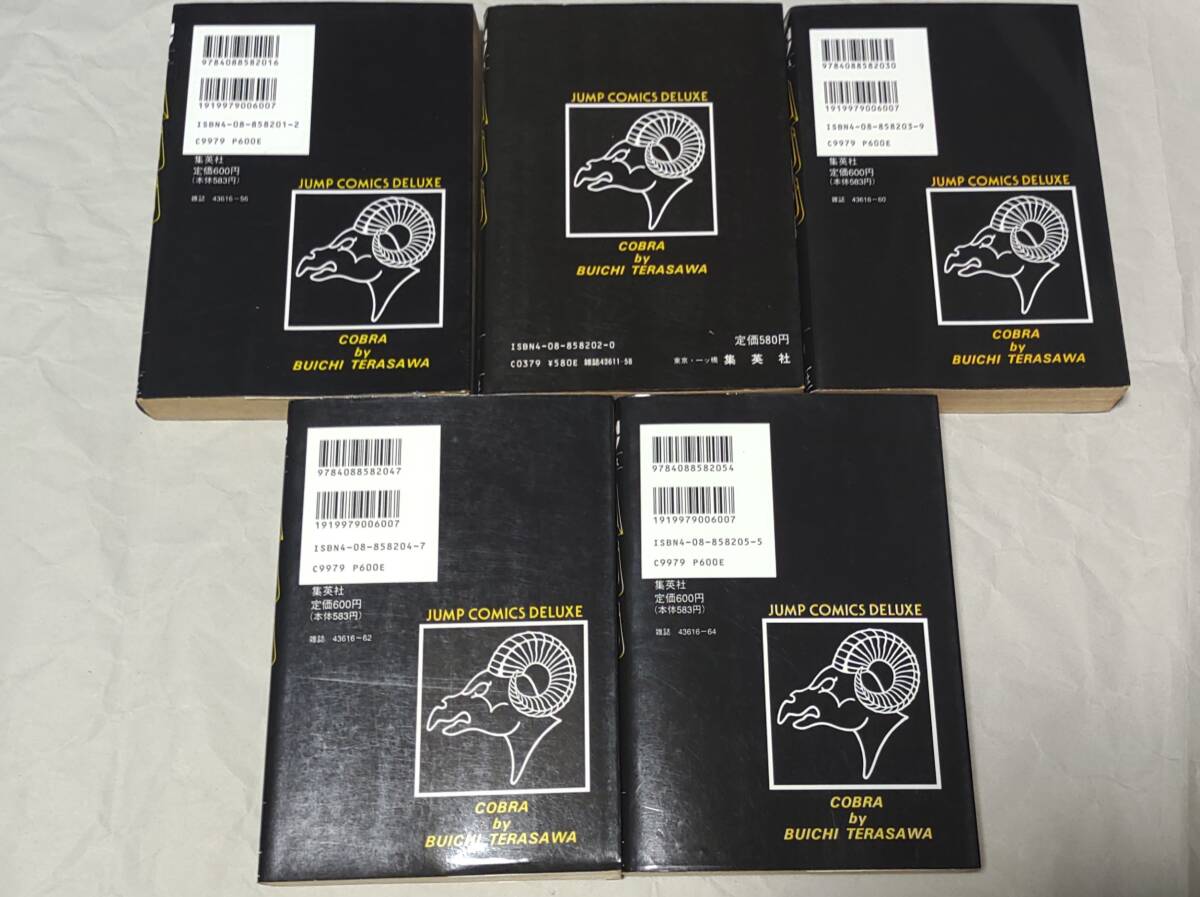 9784088582016
1919979006007
ISBN4-08-858201-2
C9979 P600E
集英社
定価600円
(本体583円)
雑誌 43616-56
JUMP COMICS DELUXE
COBRA
by
BUICHI TERASAWA
JUMP COMICS DELUXE
COBRA
by
BUICHI TERASAWA
ISBN4-08-858202-0
C0379 ¥580E 雑誌43611-58
定価580円
東京・一ツ橋 集英社
9784088582030
1919979006007
ISBN4-08-858203-9
C9979 P600E
集英社
定価600円
(本体583円)
雑誌 43616-60
JUMP COMICS DELUXE
COBRA
by
BUICHI TERASAWA
9784088582047
1919979006007
ISBN4-08-858204-7
C9979 P600E
集英社
定価600円
(本体583円)
雑誌 43616-62
JUMP COMICS DELUXE
COBRA
by
BUICHI TERASAWA
9784088582054
1919979006007
ISBN4-08-858205-5
C9979 P600E
集英社
定価600円
(本体583円)
雑誌 43616-64
JUMP COMICS DELUXE
COBRA
by
BUICHI TERASAWA